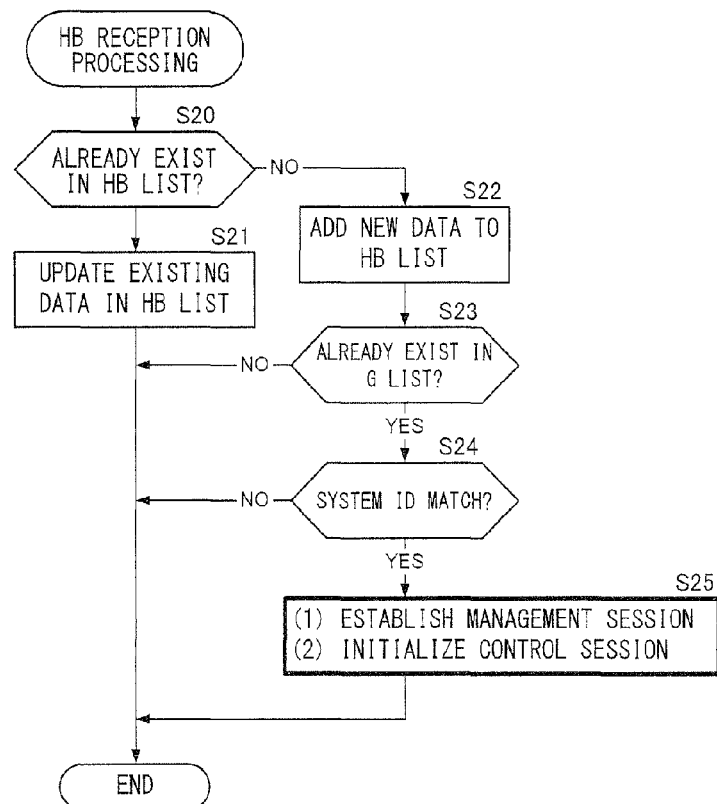 HB RECEPTION
PROCESSING
S20
ALREADY EXIST
IN HB LIST?
NO
S22
ADD NEW DATA TO
HB LIST
S21
UPDATE EXISTING
DATA IN HB LIST
S23
ALREADY EXIST IN
G LIST?
NO
YES
S24
SYSTEM ID MATCH?
NO
YES
S25
(1) ESTABLISH MANAGEMENT SESSION
(2) INITIALIZE CONTROL SESSION
END